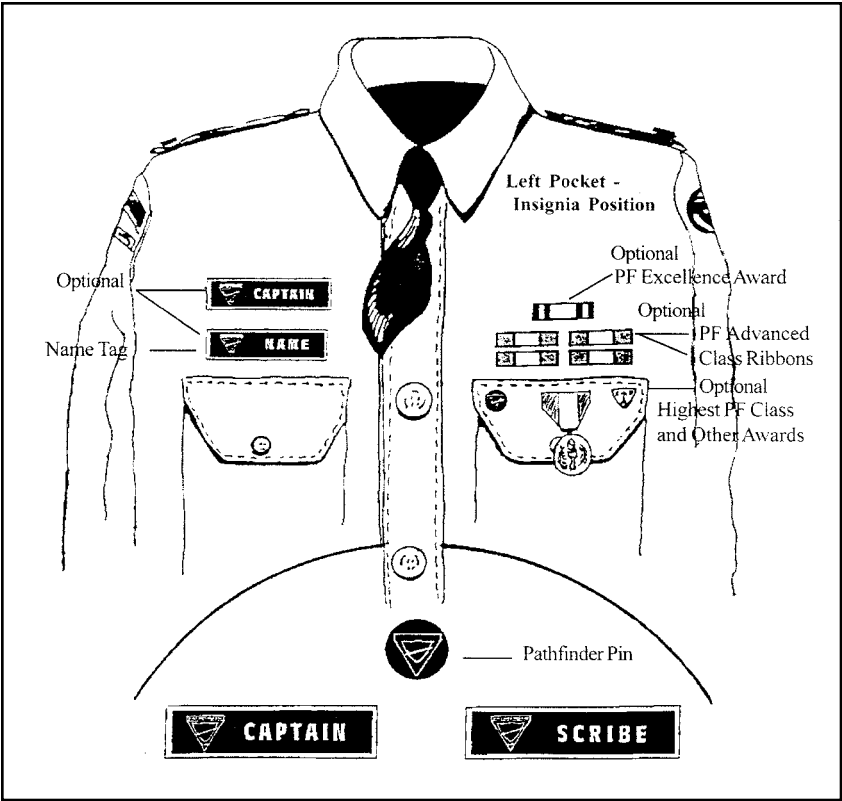 Left Pocket -
Insignia Position
Optional
PF Excellence Award
Optional
CAPTAIN
Optional
Name Tag
NAME
PF Advanced
Class Ribbons
Optional
Highest PF Class
and Other Awards
Pathfinder Pin
CAPTAIN
SCRIBE